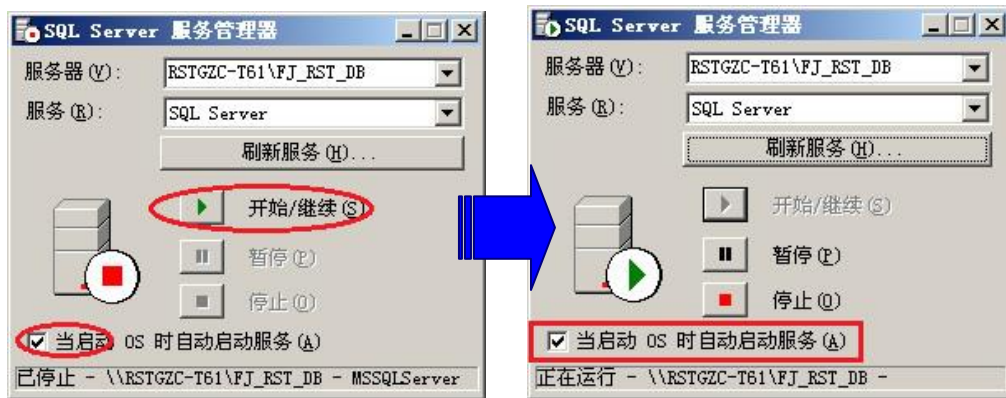 SQL Server 服务管理器
服务器(V):
RSTGZC-T61\FJ_RST_DB
服务(R):
SQL Server
刷新服务(H)...
开始/继续(S)
暂停(P)
停止(O)
当启动 OS 时自动启动服务(A)
已停止 - \\RSTGZC-T61\FJ_RST_DB - MSSQLServer
SQL Server 服务管理器
服务器(V):
RSTGZC-T61\FJ_RST_DB
服务(R):
SQL Server
刷新服务(H)...
开始/继续(S)
暂停(P)
停止(O)
当启动 OS 时自动启动服务(A)
正在运行 - \\RSTGZC-T61\FJ_RST_DB -